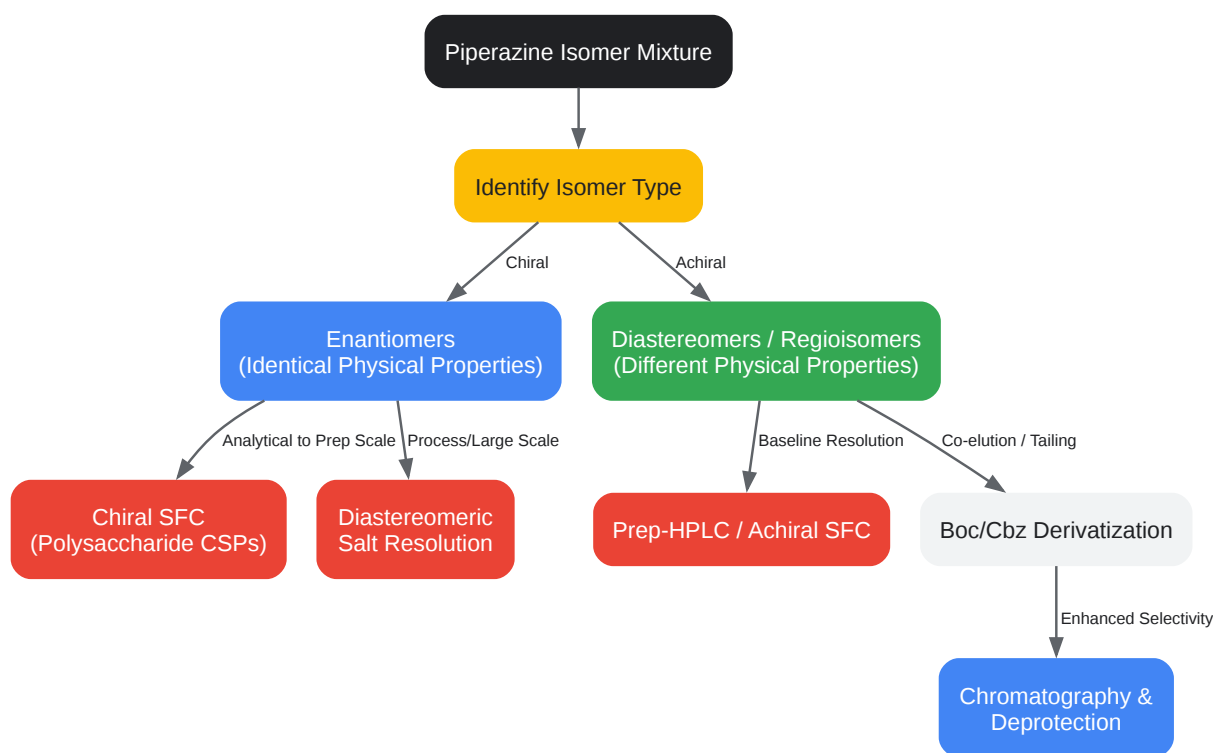 Piperazine Isomer Mixture
Identify Isomer Type
Chiral
Achiral
Enantiomers
(Identical Physical Properties)
Diastereomers / Regioisomers
(Different Physical Properties)
Analytical to Prep Scale
Process/Large Scale
Baseline Resolution
Co-elution / Tailing
Chiral SFC
(Polysaccharide CSPs)
Diastereomeric
Salt Resolution
Prep-HPLC / Achiral SFC
Boc/Cbz Derivatization
Enhanced Selectivity
Chromatography &
Deprotection